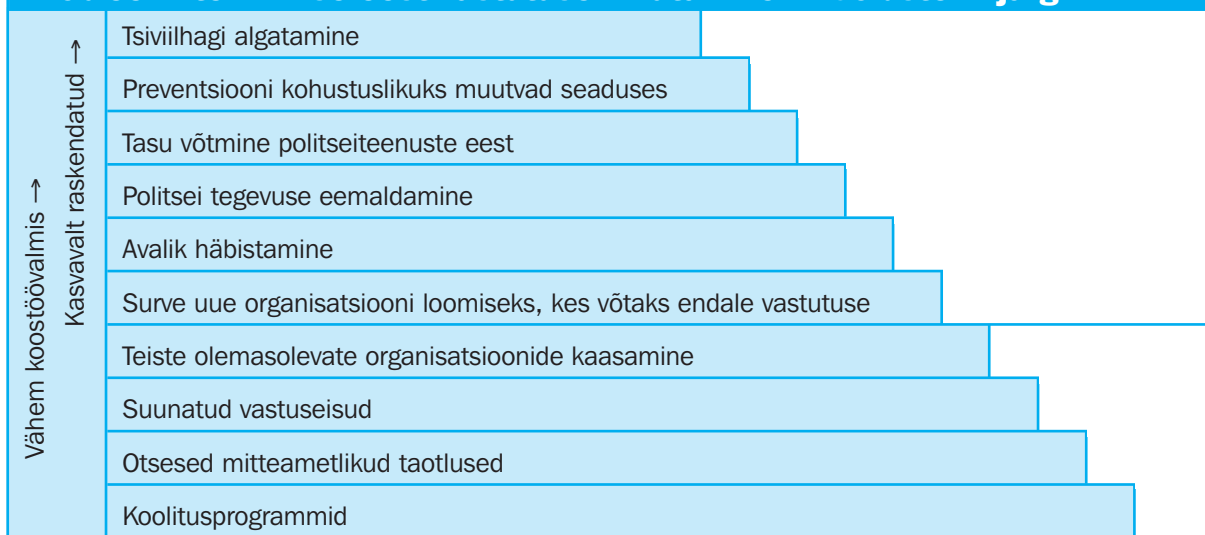 Tsiviilhagi algatamine
Preventsiooni kohustuslikuks muutvad seaduses
Tasu võtmine politseiteenuste eest
Politsei tegevuse eemaldamine
Avalik häbistamine
Surve uue organisatsiooni loomiseks, kes võtaks endale vastutuse
Teiste olemasolevate organisatsioonide kaasamine
Suunatud vastuseisud
Otsesed mitteametlikud taotlused
Koolitusprogrammid
Vähem koostöövalmis →
Kasvavalt raskendatud →